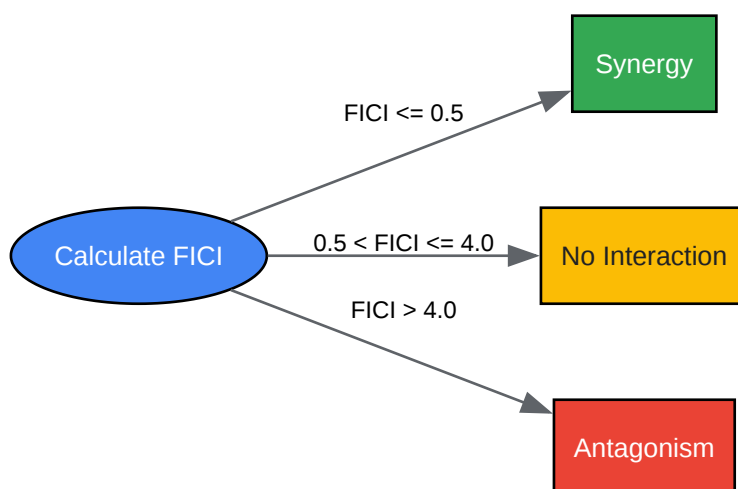 Synergy
FICI <= 0.5
Calculate FICI
0.5 < FICI <= 4.0
No Interaction
FICI > 4.0
Antagonism